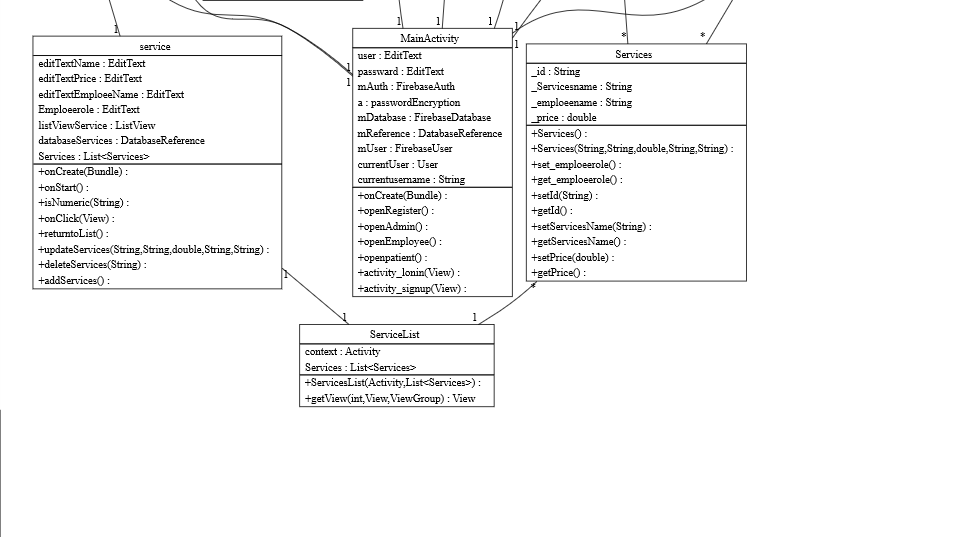 1
1
1
1
1
1
*
*
1
1
service
editTextName : EditText
editTextPrice : EditText
editTextEmploeeName : EditText
Emploeerole : EditText
listViewService : ListView
databaseServices : DatabaseReference
Services : List<Services>
+onCreate(Bundle) :
+onStart() :
+isNumeric(String) :
+onClick(View) :
+returntoList() :
+updateServices(String,String,double,String,String) :
+deleteServices(String) :
+addServices() :
MainActivity
user : EditText
passward : EditText
mAuth : FirebaseAuth
a : passwordEncryption
mDatabase : FirebaseDatabase
mReference : DatabaseReference
mUser : FirebaseUser
currentUser : User
currentusername : String
+onCreate(Bundle) :
+openRegister() :
+openAdmin() :
+openEmployee() :
+openpatient() :
+activity_lonin(View) :
+activity_signup(View) :
Services
_id : String
_Servicesname : String
_emploeename : String
_price : double
+Services() :
+Services(String,String,double,String,String) :
+set_emploeerole() :
+get_emploeerole() :
+setId(String) :
+getId() :
+setServicesName(String) :
+getServicesName() :
+setPrice(double) :
+getPrice() :
1
*
1
1
ServiceList
context : Activity
Services : List<Services>
+ServicesList(Activity,List<Services>) :
+getView(int,View,ViewGroup) : View